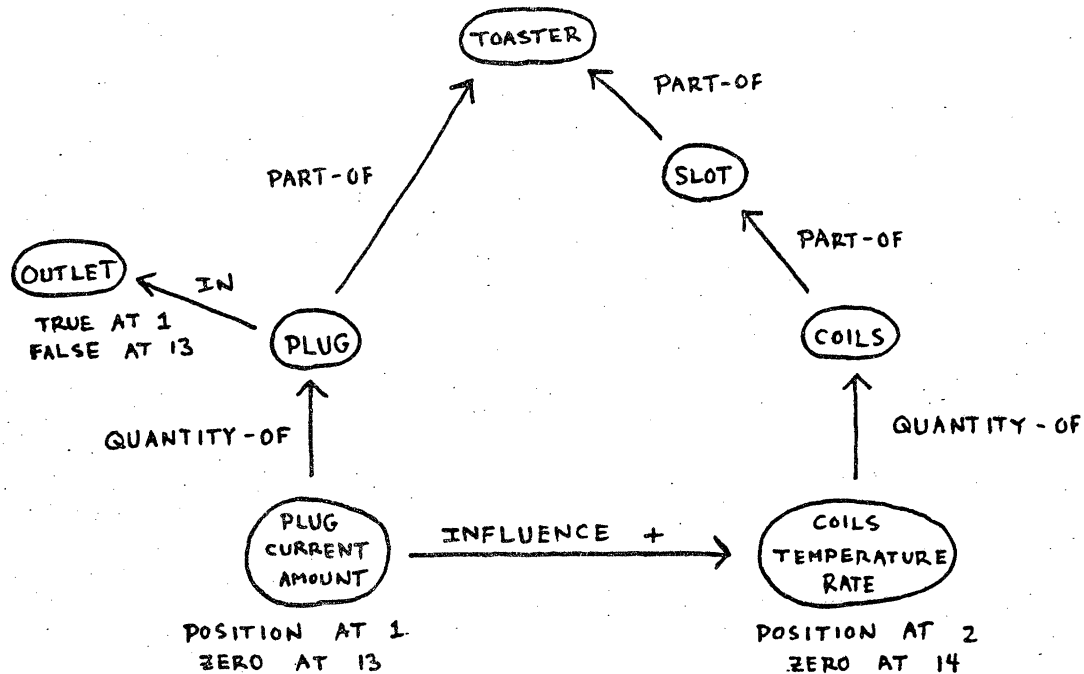 TOASTER
PART-OF
SLOT
PART-OF
PART-OF
OUTLET
IN
TRUE AT 1
FALSE AT 13
PLUG
COILS
QUANTITY-OF
QUANTITY-OF
PLUG
CURRENT
AMOUNT
INFLUENCE +
COILS
TEMPERATURE
RATE
POSITION AT 1.
ZERO AT 13
POSITION AT 2
ZERO AT 14